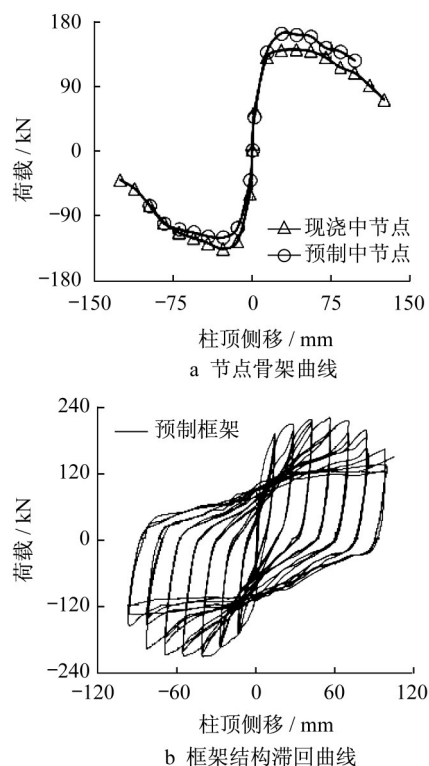 180
90
0
-90
-180
荷载 / kN
现浇中节点
预制中节点
-150
-75
0
75
150
柱顶侧移 / mm
a 节点骨架曲线
240
120
0
-120
-240
荷载 / kN
预制框架
-120
-60
0
60
120
柱顶侧移 / mm
b 框架结构滞回曲线